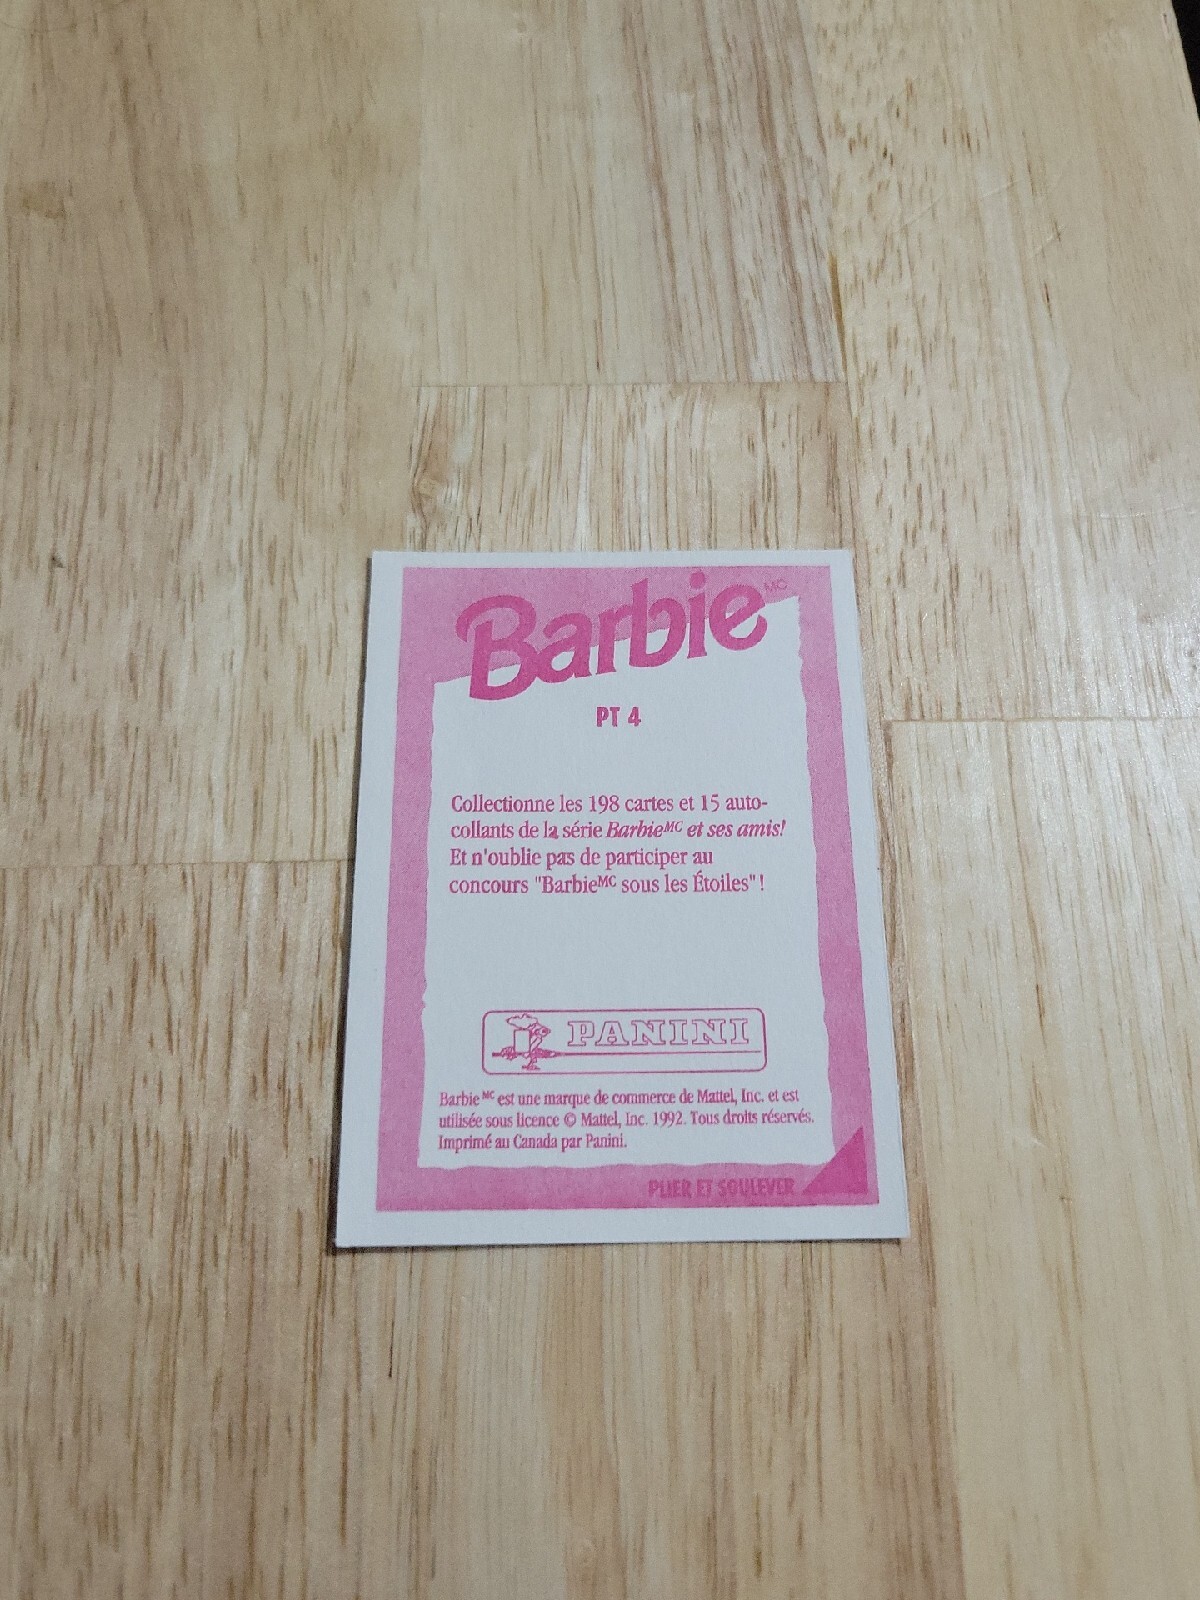 Barbie MC
PT 4
Collectionne les 198 cartes et 15 auto-
collants de la série Barbie MC et ses amis!
Et n'oublie pas de participer au
concours "Barbie MC sous les Étoiles"!
PANINI
Barbie MC est une marque de commerce de Mattel, Inc. et est
utilisée sous licence © Mattel, Inc. 1992. Tous droits réservés.
Imprimé au Canada par Panini.
PLIER ET SOULEVER